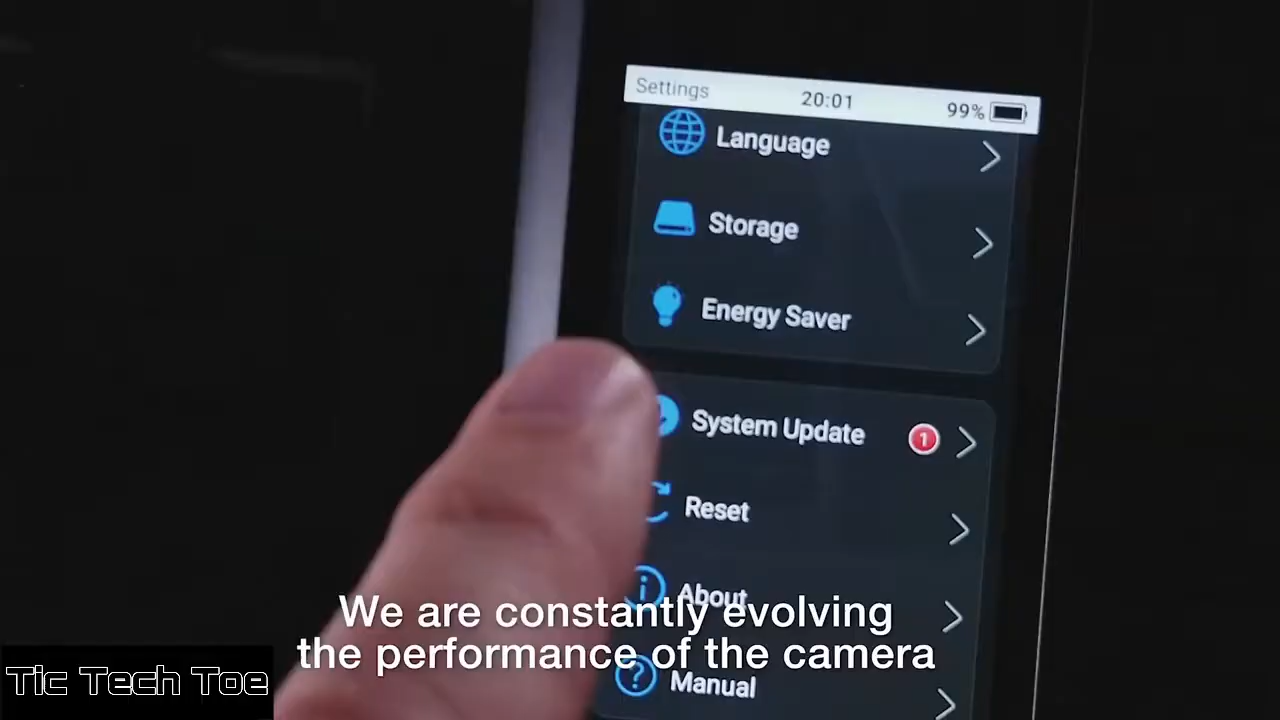 Settings 20:01 99%
Language
Storage
Energy Saver
System Update 1
Reset
About
Manual
We are constantly evolving
the performance of the camera
Tic Tech Toe